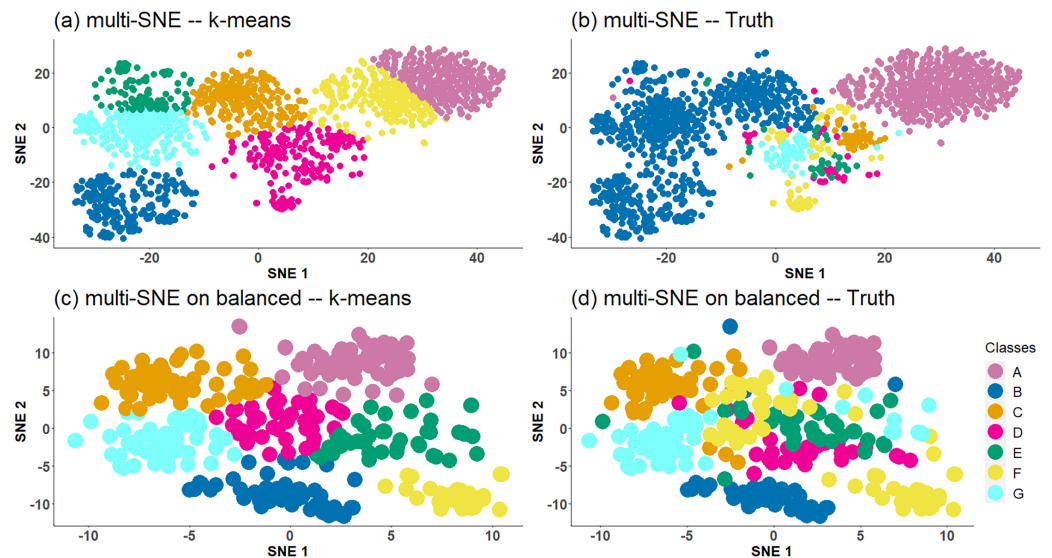 (a) multi-SNE -- k-means
(b) multi-SNE -- Truth
SNE 2
20
0
-20
-40
-20
0
20
40
SNE 1
SNE 2
20
0
-20
-40
-20
0
20
40
SNE 1
(c) multi-SNE on balanced -- k-means
(d) multi-SNE on balanced -- Truth
SNE 2
10
5
0
-5
-10
-10
-5
0
5
10
SNE 1
SNE 2
10
5
0
-5
-10
-10
-5
0
5
10
SNE 1
Classes
A
B
C
D
E
F
G